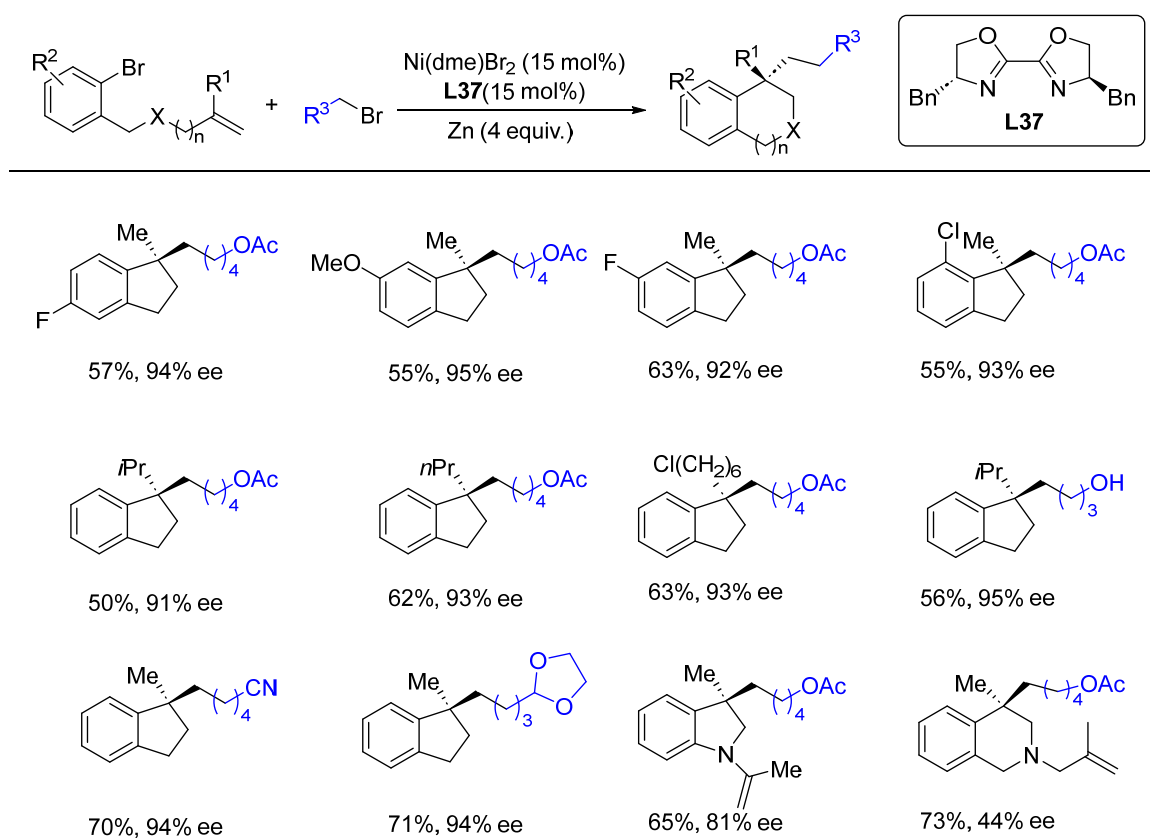 R² Br R¹ X ( )n + R³ Br
Ni(dme)Br₂ (15 mol%)
L37(15 mol%)
Zn (4 equiv.)
R² R¹ R³ X ( )n
O O Bn N N Bn
L37
Me ( )4 OAc F
MeO Me ( )4 OAc
F Me ( )4 OAc
Cl Me ( )4 OAc
57%, 94% ee
55%, 95% ee
63%, 92% ee
55%, 93% ee
iPr ( )4 OAc
nPr ( )4 OAc
Cl(CH₂)6 ( )4 OAc
iPr ( )3 OH
50%, 91% ee
62%, 93% ee
63%, 93% ee
56%, 95% ee
Me ( )4 CN
Me ( )3 O O
Me ( )4 OAc N Me
Me ( )4 OAc N
70%, 94% ee
71%, 94% ee
65%, 81% ee
73%, 44% ee